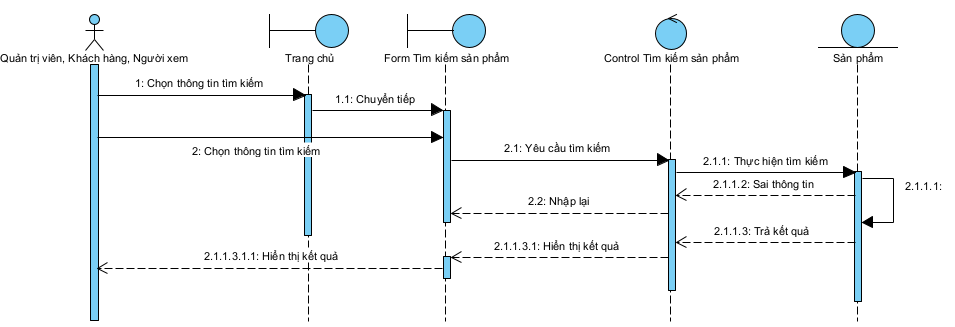 Quản trị viên, Khách hàng, Người xem
Trang chủ
Form Tìm kiếm sản phẩm
Control Tìm kiếm sản phẩm
Sản phẩm
1: Chọn thông tin tìm kiếm
1.1: Chuyển tiếp
2: Chọn thông tin tìm kiếm
2.1: Yêu cầu tìm kiếm
2.1.1: Thực hiện tìm kiếm
2.1.1.1:
2.1.1.2: Sai thông tin
2.2: Nhập lại
2.1.1.3: Trả kết quả
2.1.1.3.1: Hiển thị kết quả
2.1.1.3.1.1: Hiển thị kết quả